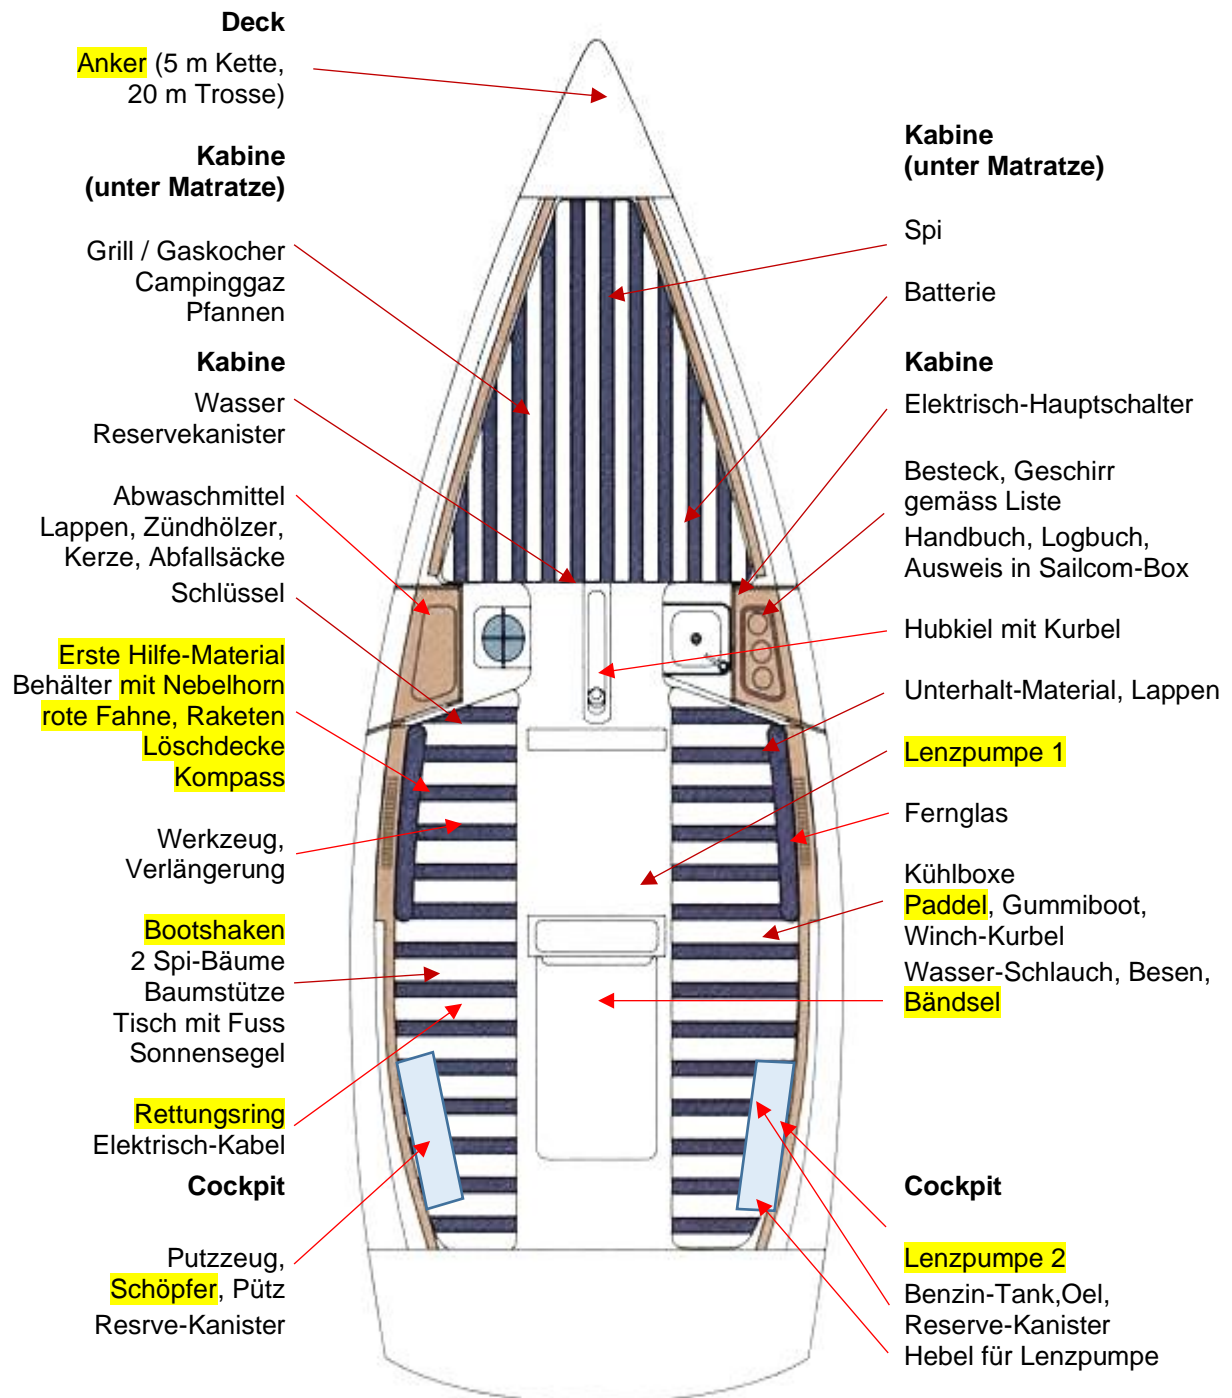 Deck
Anker (5 m Kette,
20 m Trosse)
Kabine
(unter Matratze)
Grill / Gaskocher
Campinggaz
Pfannen
Kabine
Wasser
Reservekanister
Abwaschmittel
Lappen, Zündhölzer,
Kerze, Abfallsäcke
Schlüssel
Erste Hilfe-Material
Behälter mit Nebelhorn
rote Fahne, Raketen
Löschdecke
Kompass
Werkzeug,
Verlängerung
Bootshaken
2 Spi-Bäume
Baumstütze
Tisch mit Fuss
Sonnensegel
Rettungsring
Elektrisch-Kabel
Cockpit
Putzzeug,
Schöpfer, Pütz
Resrve-Kanister
Kabine
(unter Matratze)
Spi
Batterie
Kabine
Elektrisch-Hauptschalter
Besteck, Geschirr
gemäss Liste
Handbuch, Logbuch,
Ausweis in Sailcom-Box
Hubkiel mit Kurbel
Unterhalt-Material, Lappen
Lenzpumpe 1
Fernglas
Kühlboxe
Paddel, Gummiboot,
Winch-Kurbel
Wasser-Schlauch, Besen,
Bändsel
Cockpit
Lenzpumpe 2
Benzin-Tank,Oel,
Reserve-Kanister
Hebel für Lenzpumpe